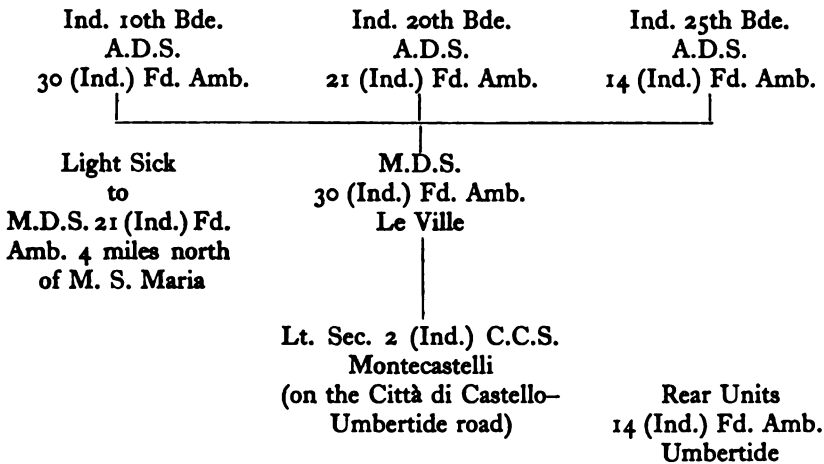 Ind. 10th Bde.
A.D.S.
30 (Ind.) Fd. Amb.
Ind. 20th Bde.
A.D.S.
21 (Ind.) Fd. Amb.
Ind. 25th Bde.
A.D.S.
14 (Ind.) Fd. Amb.
Light Sick
to
M.D.S. 21 (Ind.) Fd.
Amb. 4 miles north
of M. S. Maria
M.D.S.
30 (Ind.) Fd. Amb.
Le Ville
Lt. Sec. 2 (Ind.) C.C.S.
Montecastelli
(on the Città di Castello–
Umbertide road)
Rear Units
14 (Ind.) Fd. Amb.
Umbertide